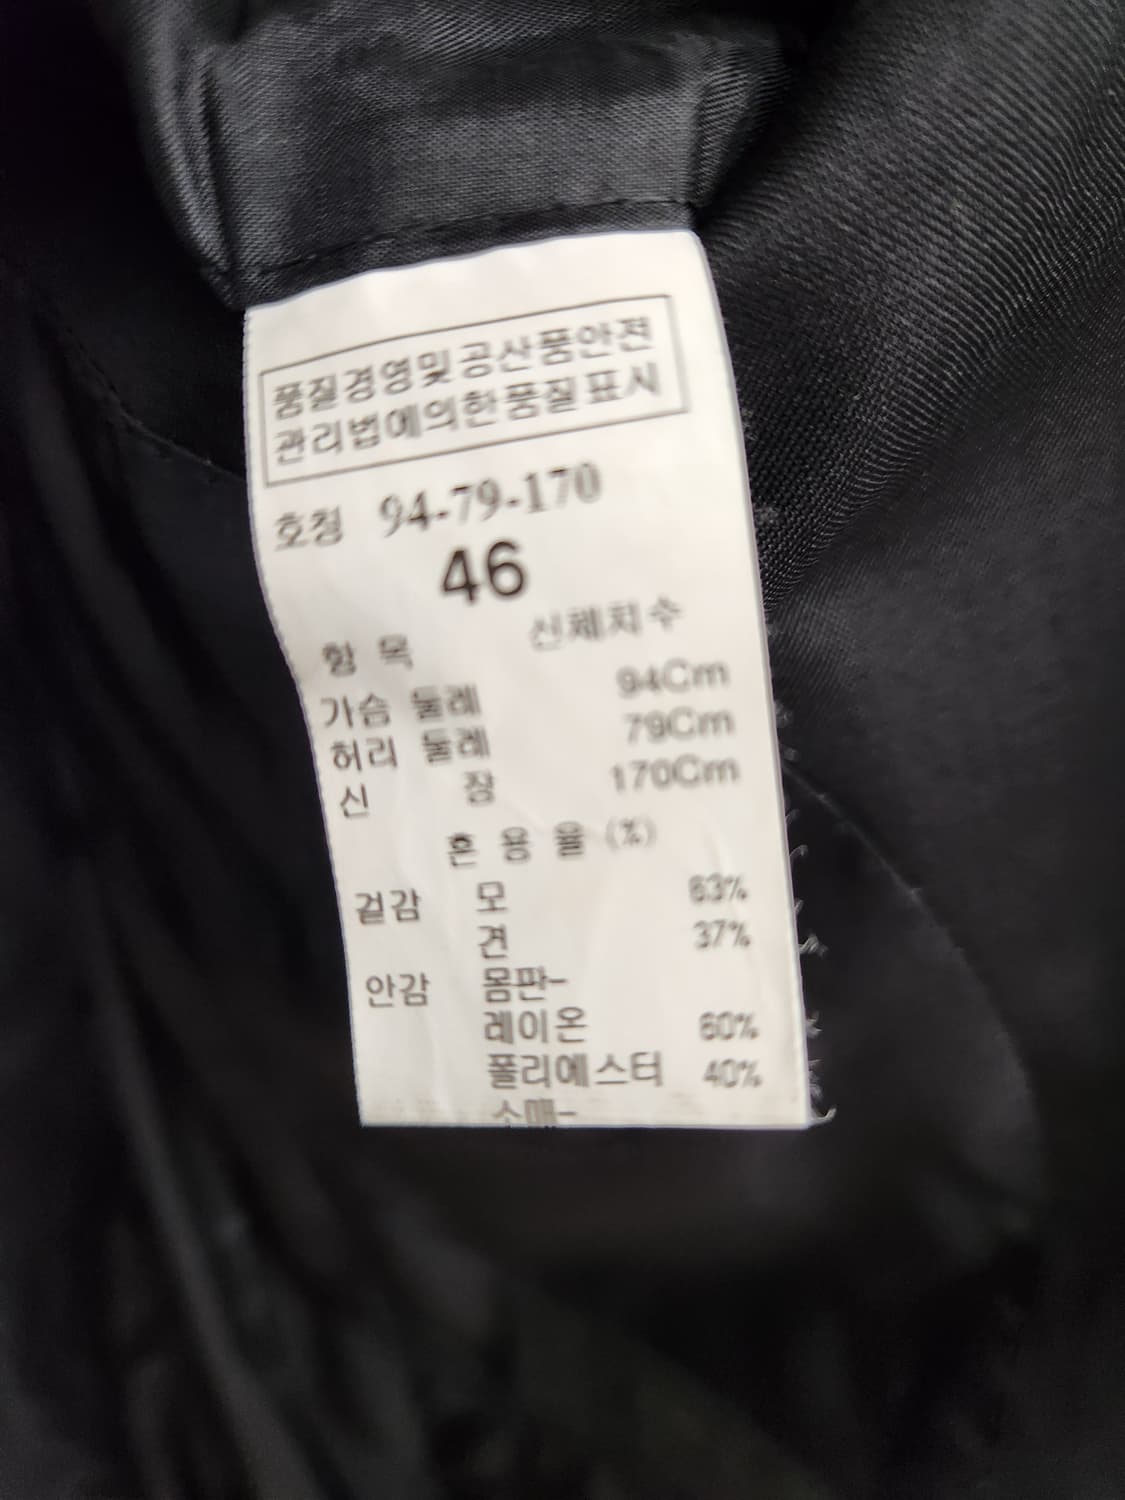 품질경영및공산품안전
관리법에의한품질표시
호칭 94-79-170
46
항 목 신체치수
가슴 둘레 94Cm
허리 둘레 79Cm
신 장 170Cm
혼 용 율 (%)
겉감 모 63%
견 37%
안감 몸판-
레이온 60%
폴리에스터 40%
소매-